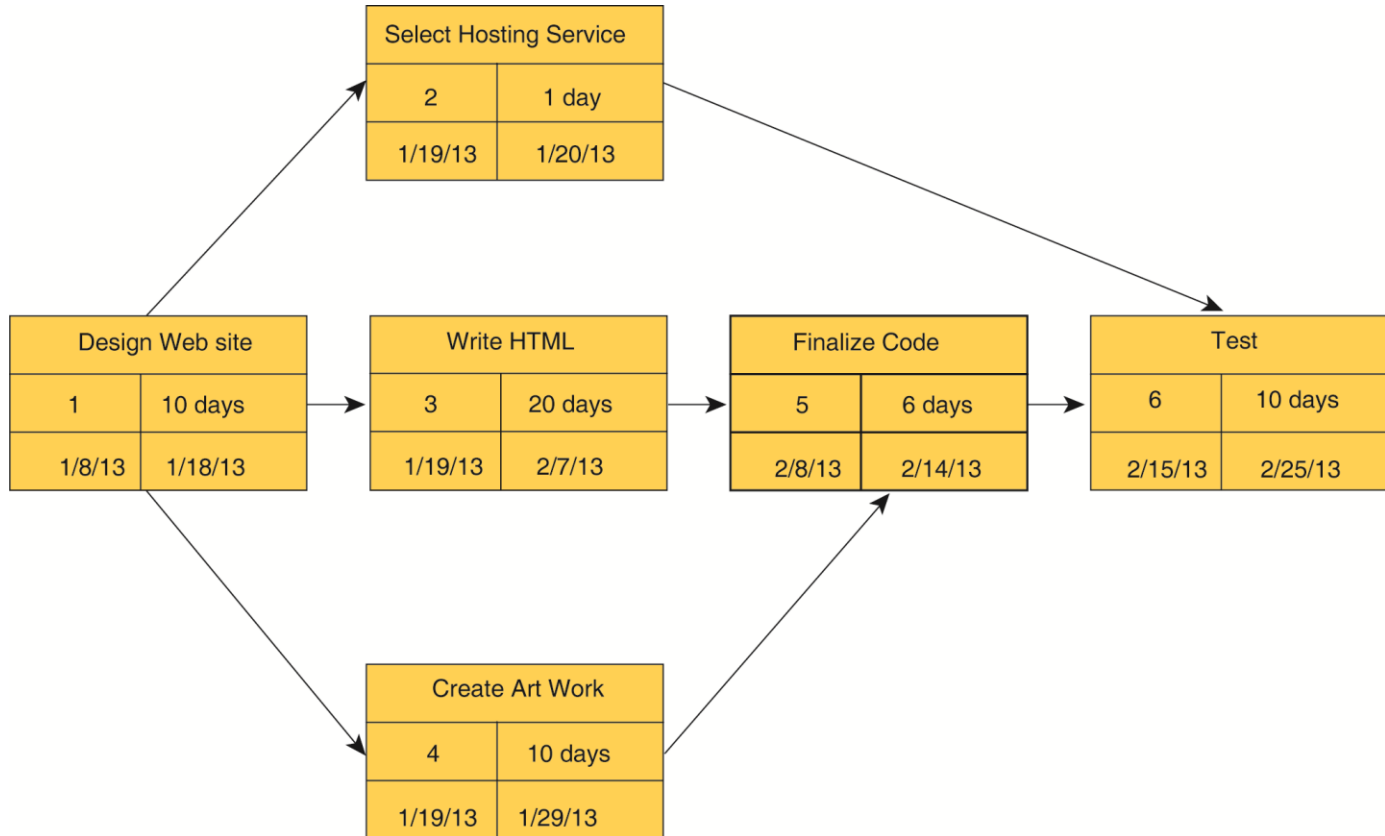 Select Hosting Service
2 1 day
1/19/13 1/20/13
Design Web site
1 10 days
1/8/13 1/18/13
Write HTML
3 20 days
1/19/13 2/7/13
Finalize Code
5 6 days
2/8/13 2/14/13
Test
6 10 days
2/15/13 2/25/13
Create Art Work
4 10 days
1/19/13 1/29/13